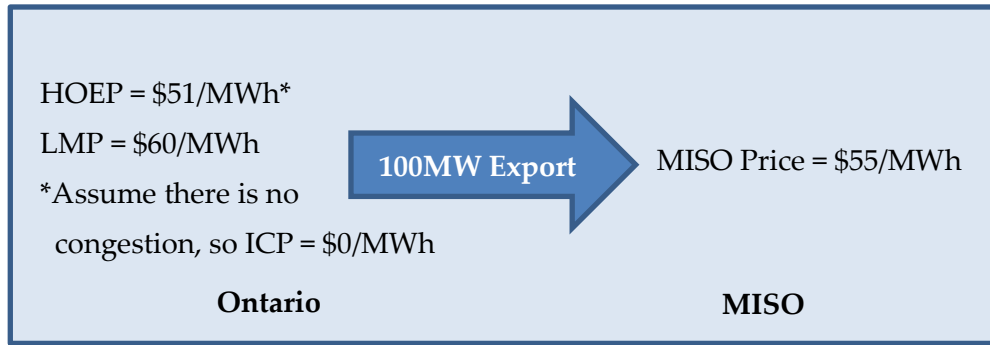 HOEP = $51/MWh*
LMP = $60/MWh
*Assume there is no
congestion, so ICP = $0/MWh
Ontario
100MW Export
MISO Price = $55/MWh
MISO